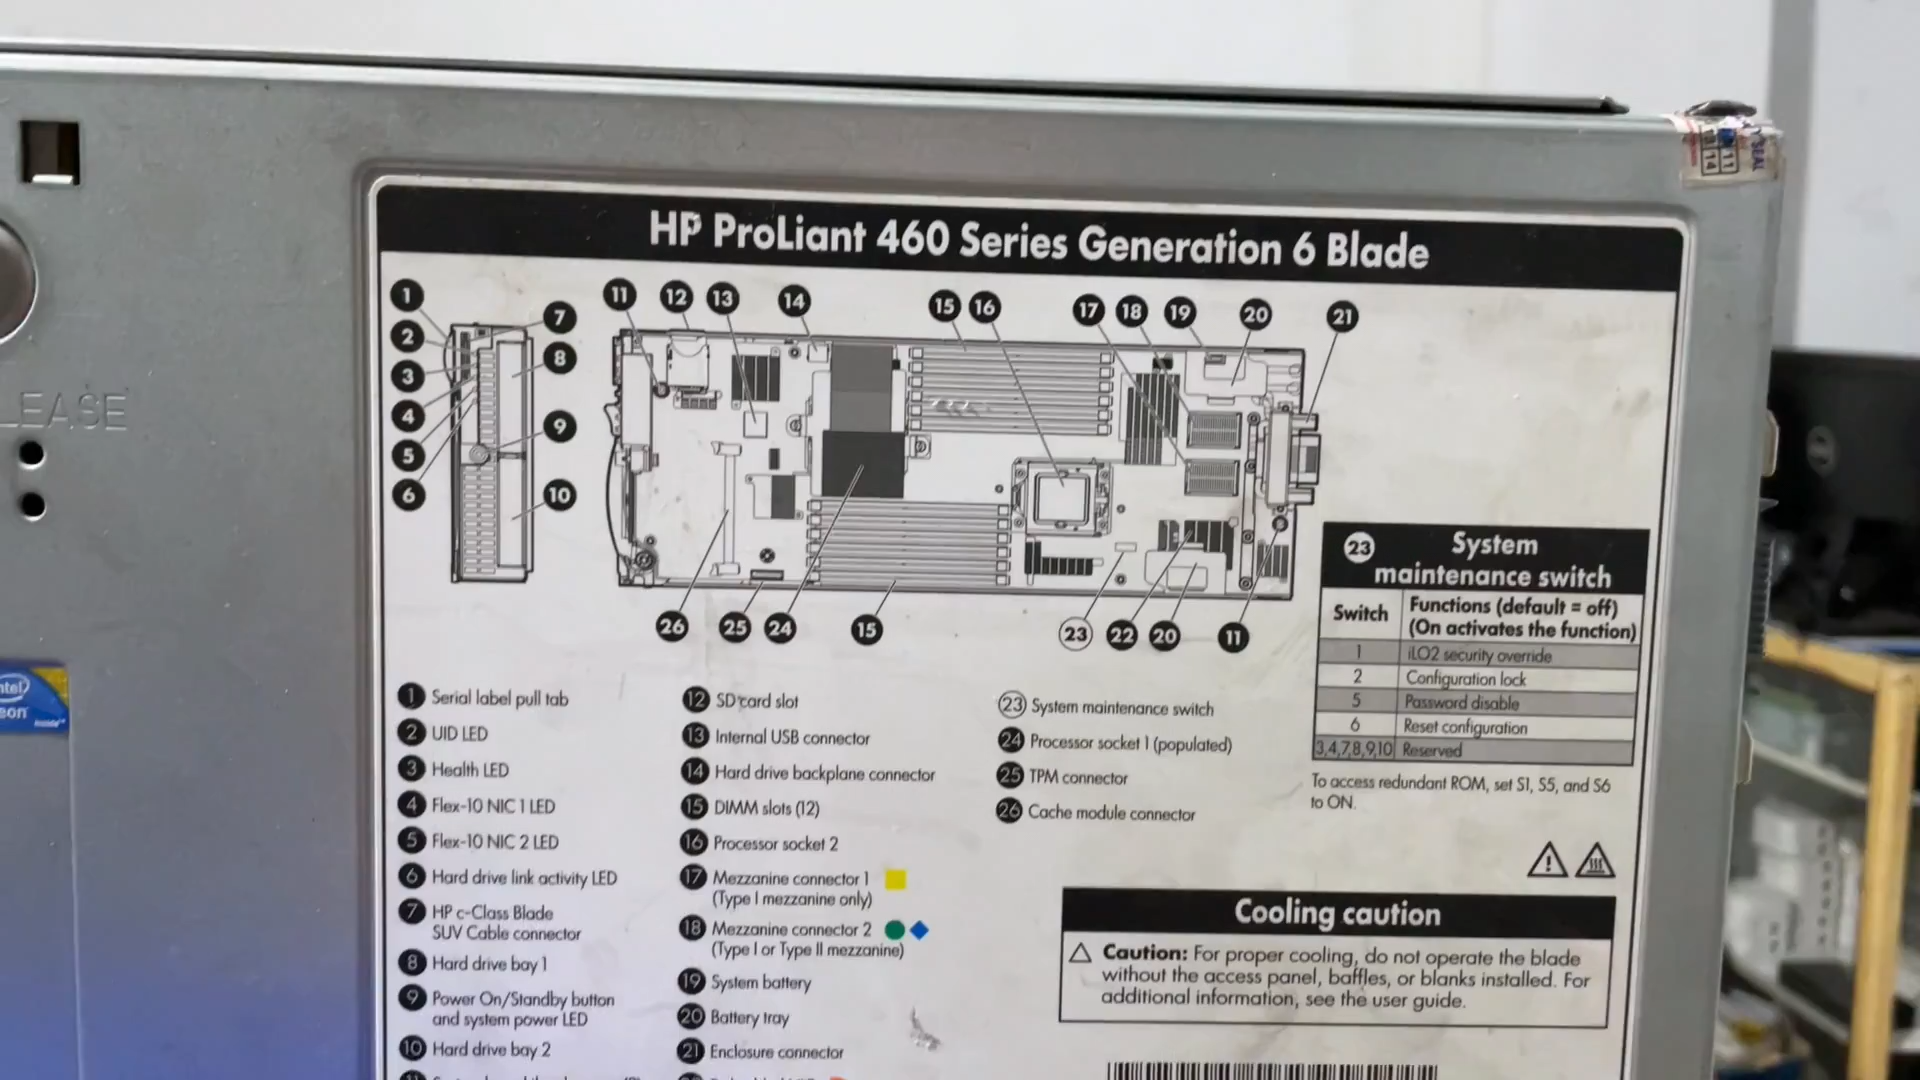 HP ProLiant 460 Series Generation 6 Blade
1
2
3
4
5
6
7
8
9
10
11
12
13
14
15
16
17
18
19
20
21
26
25
24
15
23
22
20
11
LEASE
1 Serial label pull tab
2 UID LED
3 Health LED
4 Flex-10 NIC 1 LED
5 Flex-10 NIC 2 LED
6 Hard drive link activity LED
7 HP c-Class Blade
SUV Cable connector
8 Hard drive bay 1
9 Power On/Standby button
and system power LED
10 Hard drive bay 2
12 SD card slot
13 Internal USB connector
14 Hard drive backplane connector
15 DIMM slots (12)
16 Processor socket 2
17 Mezzanine connector 1
(Type I mezzanine only)
18 Mezzanine connector 2
(Type I or Type II mezzanine)
19 System battery
20 Battery tray
21 Enclosure connector
23 System maintenance switch
24 Processor socket 1 (populated)
25 TPM connector
26 Cache module connector
23 System
maintenance switch
Switch Functions (default = off)
(On activates the function)
1 iLO2 security override
2 Configuration lock
5 Password disable
6 Reset configuration
3,4,7,8,9,10 Reserved
To access redundant ROM, set S1, S5, and S6
to ON.
Cooling caution
Caution: For proper cooling, do not operate the blade
without the access panel, baffles, or blanks installed. For
additional information, see the user guide.
SEAL
11
14